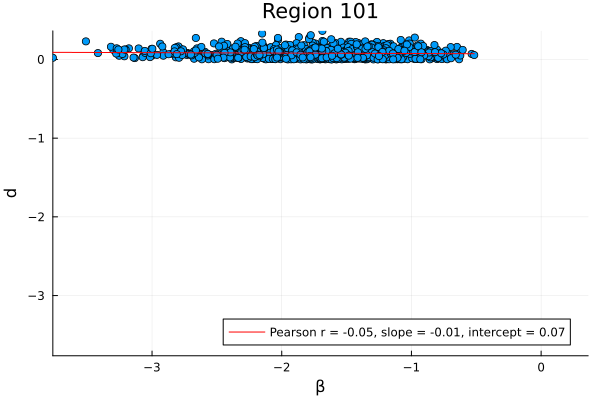 Region 101
0
−1
−2
−3
d
Pearson r = -0.05, slope = -0.01, intercept = 0.07
−3 −2 −1 0
β